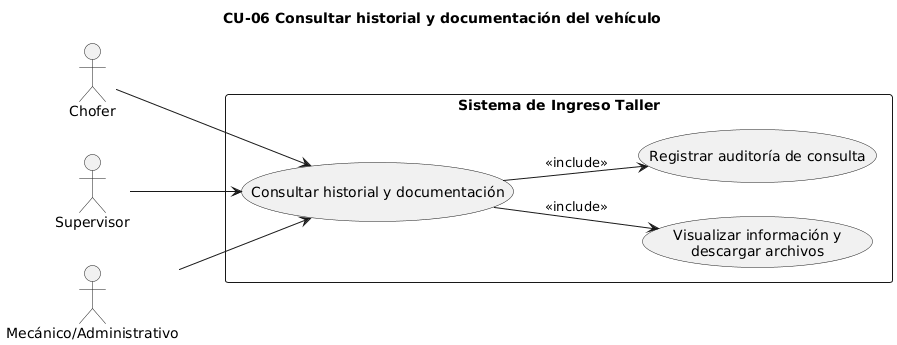 CU-06 Consultar historial y documentación del vehículo
Chofer
Sistema de Ingreso Taller
«include»
Registrar auditoría de consulta
Consultar historial y documentación
Supervisor
«include»
Visualizar información y
descargar archivos
Mecánico/Administrativo